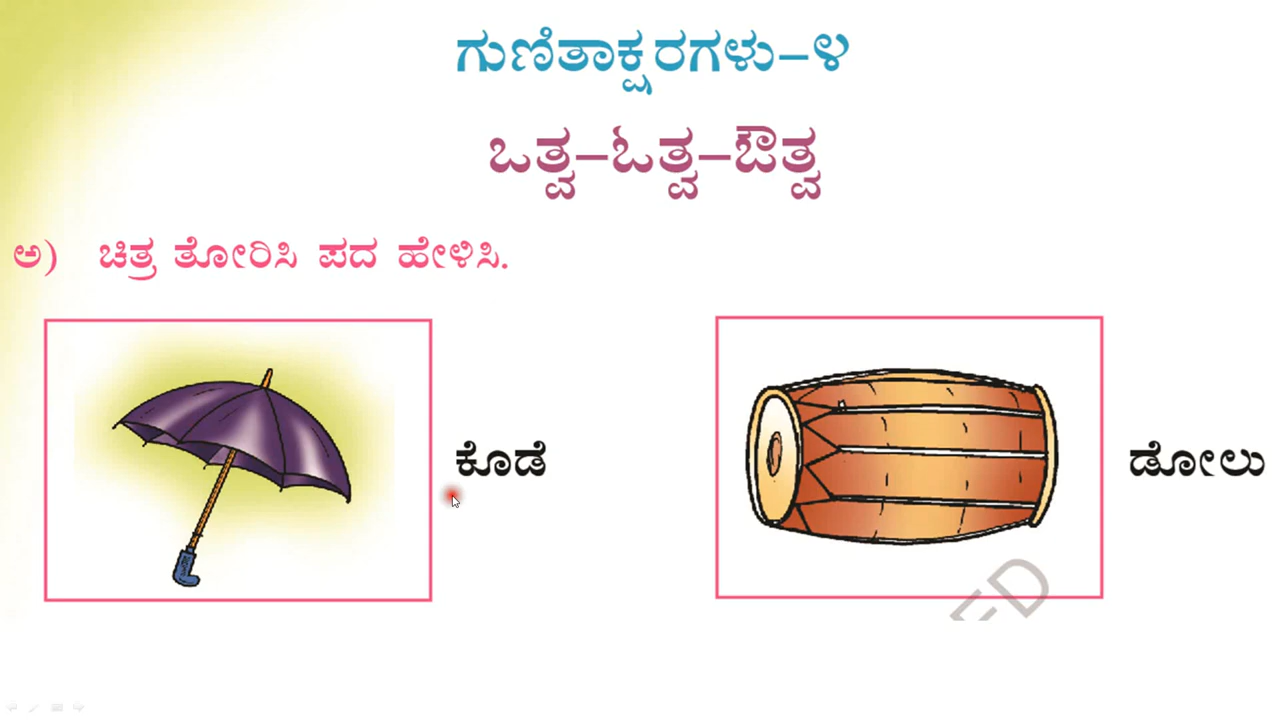 ಗುಣಿತಾಕ್ಷರಗಳು–೪
ಒತ್ವ–ಓತ್ವ–ಔತ್ವ
ಅ) ಚಿತ್ರ ತೋರಿಸಿ ಪದ ಹೇಳಿಸಿ.
ಕೊಡೆ
ಡೋಲು